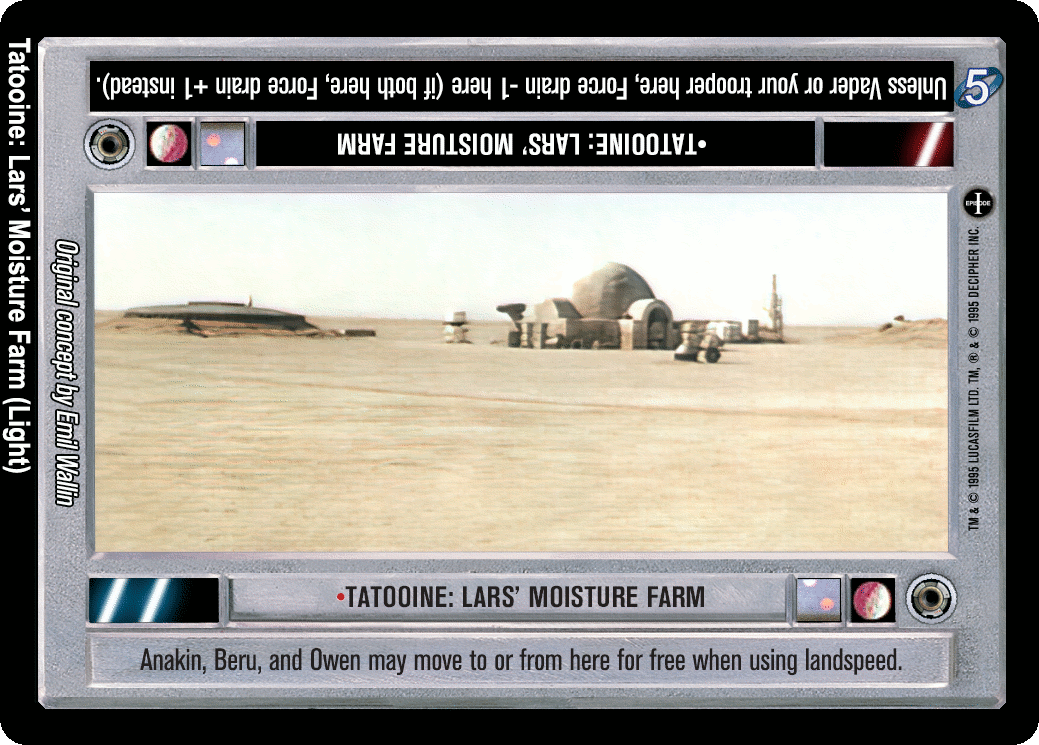 Unless Vader or your trooper here, Force drain -1 here (if both here, Force drain +1 instead).
5
•TATOOINE: LARS’ MOISTURE FARM
EPISODE
I
Tatooine: Lars’ Moisture Farm (Light)
Original concept by Emil Wallin
TM & © 1995 LUCASFILM LTD. TM, ® & © 1995 DECIPHER INC.
•TATOOINE: LARS’ MOISTURE FARM
Anakin, Beru, and Owen may move to or from here for free when using landspeed.